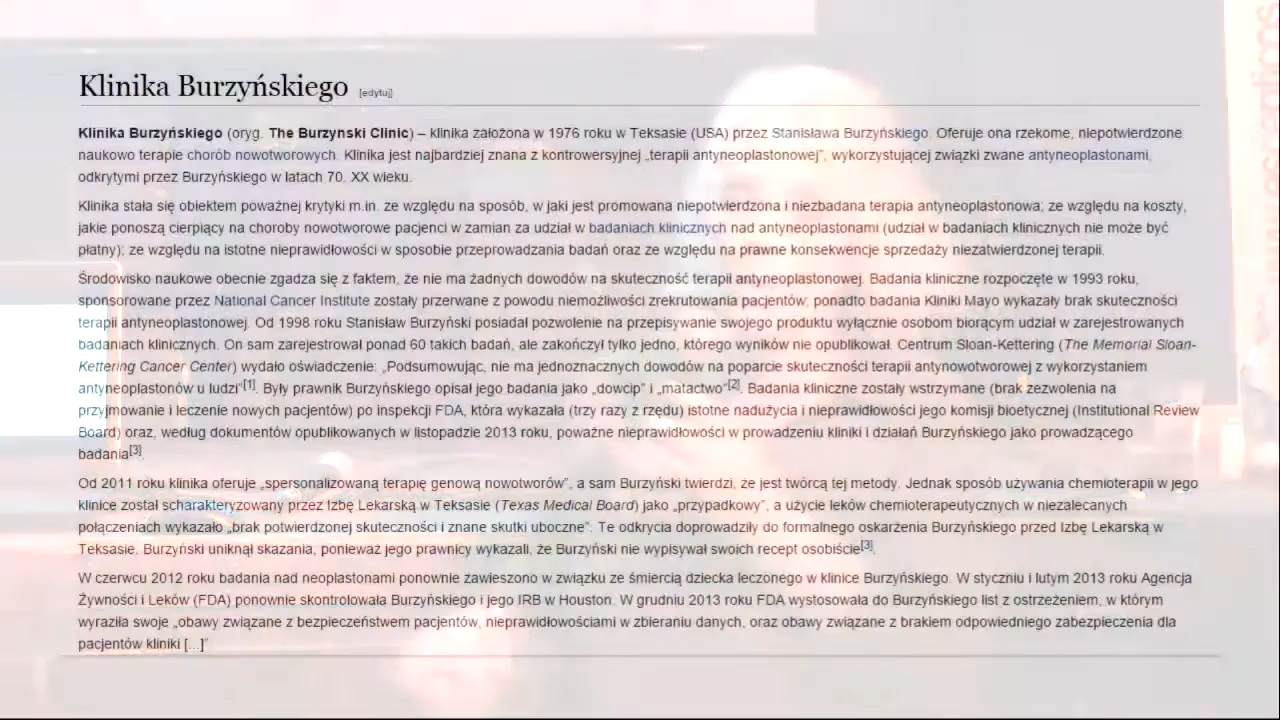 Klinika Burzyńskiego [edytuj]
Klinika Burzyńskiego (oryg. The Burzynski Clinic) – klinika założona w 1976 roku w Teksasie (USA) przez Stanisława Burzyńskiego. Oferuje ona rzekome, niepotwierdzone
naukowo terapie chorób nowotworowych. Klinika jest najbardziej znana z kontrowersyjnej „terapii antyneoplastonowej”, wykorzystującej związki zwane antyneoplastonami,
odkrytymi przez Burzyńskiego w latach 70. XX wieku.
Klinika stała się obiektem poważnej krytyki m.in. ze względu na sposób, w jaki jest promowana niepotwierdzona i niezbadana terapia antyneoplastonowa; ze względu na koszty,
jakie ponoszą cierpiący na choroby nowotworowe pacjenci w zamian za udział w badaniach klinicznych nad antyneoplastonami (udział w badaniach klinicznych nie może być
płatny); ze względu na istotne nieprawidłowości w sposobie przeprowadzania badań oraz ze względu na prawne konsekwencje sprzedaży niezatwierdzonej terapii.
Środowisko naukowe obecnie zgadza się z faktem, że nie ma żadnych dowodów na skuteczność terapii antyneoplastonowej. Badania kliniczne rozpoczęte w 1993 roku,
sponsorowane przez National Cancer Institute zostały przerwane z powodu niemożliwości zrekrutowania pacjentów; ponadto badania Kliniki Mayo wykazały brak skuteczności
terapii antyneoplastonowej. Od 1998 roku Stanisław Burzyński posiadał pozwolenie na przepisywanie swojego produktu wyłącznie osobom biorącym udział w zarejestrowanych
badaniach klinicznych. On sam zarejestrował ponad 60 takich badań, ale zakończył tylko jedno, którego wyników nie opublikował. Centrum Sloan-Kettering (The Memorial Sloan-
Kettering Cancer Center) wydało oświadczenie: „Podsumowując, nie ma jednoznacznych dowodów na poparcie skuteczności terapii antynowotworowej z wykorzystaniem
antyneoplastonów u ludzi”[1]. Były prawnik Burzyńskiego opisał jego badania jako „dowcip” i „matactwo”[2]. Badania kliniczne zostały wstrzymane (brak zezwolenia na
przyjmowanie i leczenie nowych pacjentów) po inspekcji FDA, która wykazała (trzy razy z rzędu) istotne nadużycia i nieprawidłowości jego komisji bioetycznej (Institutional Review
Board) oraz, według dokumentów opublikowanych w listopadzie 2013 roku, poważne nieprawidłowości w prowadzeniu kliniki i działań Burzyńskiego jako prowadzącego
badania[3].
Od 2011 roku klinika oferuje „spersonalizowaną terapię genową nowotworów”, a sam Burzyński twierdzi, że jest twórcą tej metody. Jednak sposób używania chemioterapii w jego
klinice został scharakteryzowany przez Izbę Lekarską w Teksasie (Texas Medical Board) jako „przypadkowy”, a użycie leków chemioterapeutycznych w niezalecanych
połączeniach wykazało „brak potwierdzonej skuteczności i znane skutki uboczne”. Te odkrycia doprowadziły do formalnego oskarżenia Burzyńskiego przed Izbę Lekarską w
Teksasie. Burzyński uniknął skazania, ponieważ jego prawnicy wykazali, że Burzyński nie wypisywał swoich recept osobiście[3].
W czerwcu 2012 roku badania nad neoplastonami ponownie zawieszono w związku ze śmiercią dziecka leczonego w klinice Burzyńskiego. W styczniu i lutym 2013 roku Agencja
Żywności i Leków (FDA) ponownie skontrolowała Burzyńskiego i jego IRB w Houston. W grudniu 2013 roku FDA wystosowała do Burzyńskiego list z ostrzeżeniem, w którym
wyraziła swoje „obawy związane z bezpieczeństwem pacjentów, nieprawidłowościami w zbieraniu danych, oraz obawy związane z brakiem odpowiedniego zabezpieczenia dla
pacjentów kliniki [...]”